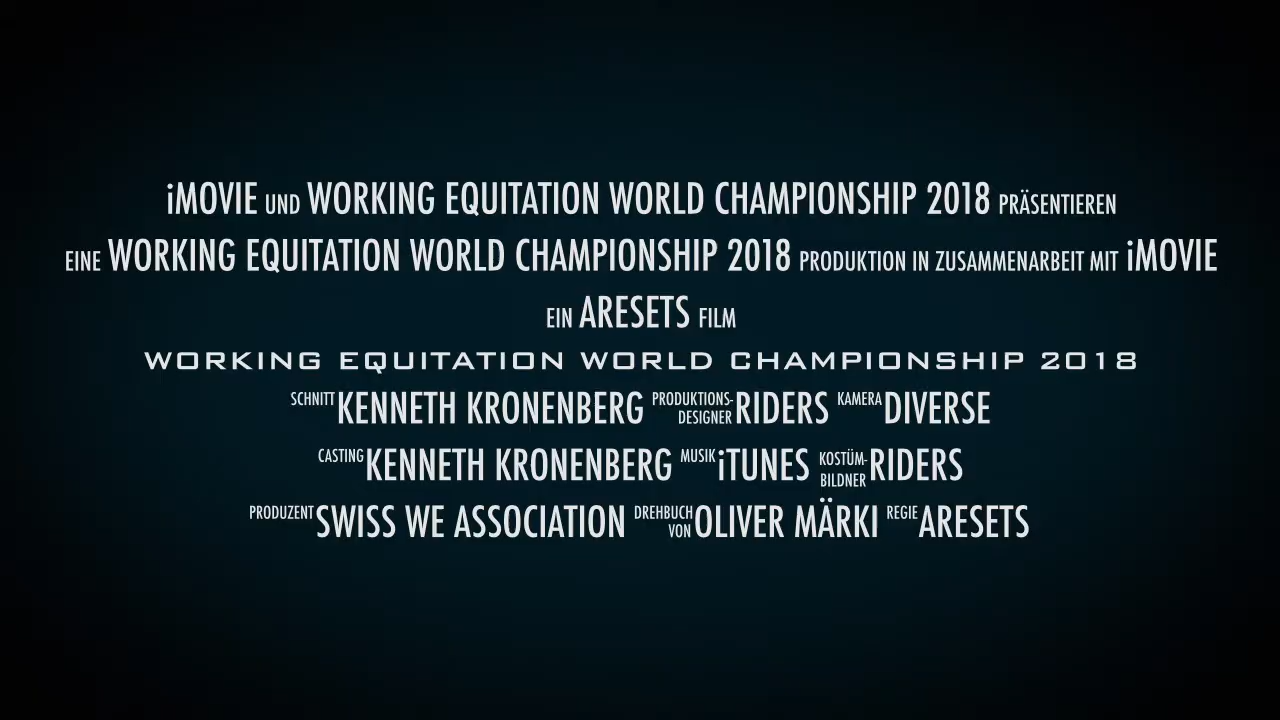 iMOVIE UND WORKING EQUITATION WORLD CHAMPIONSHIP 2018 PRÄSENTIEREN
EINE WORKING EQUITATION WORLD CHAMPIONSHIP 2018 PRODUKTION IN ZUSAMMENARBEIT MIT iMOVIE
EIN ARESETS FILM
WORKING EQUITATION WORLD CHAMPIONSHIP 2018
SCHNITT KENNETH KRONENBERG PRODUKTIONS-DESIGNER RIDERS KAMERA DIVERSE
CASTING KENNETH KRONENBERG MUSIK iTUNES KOSTÜM-BILDNER RIDERS
PRODUZENT SWISS WE ASSOCIATION DREHBUCH VON OLIVER MÄRKI REGIE ARESETS